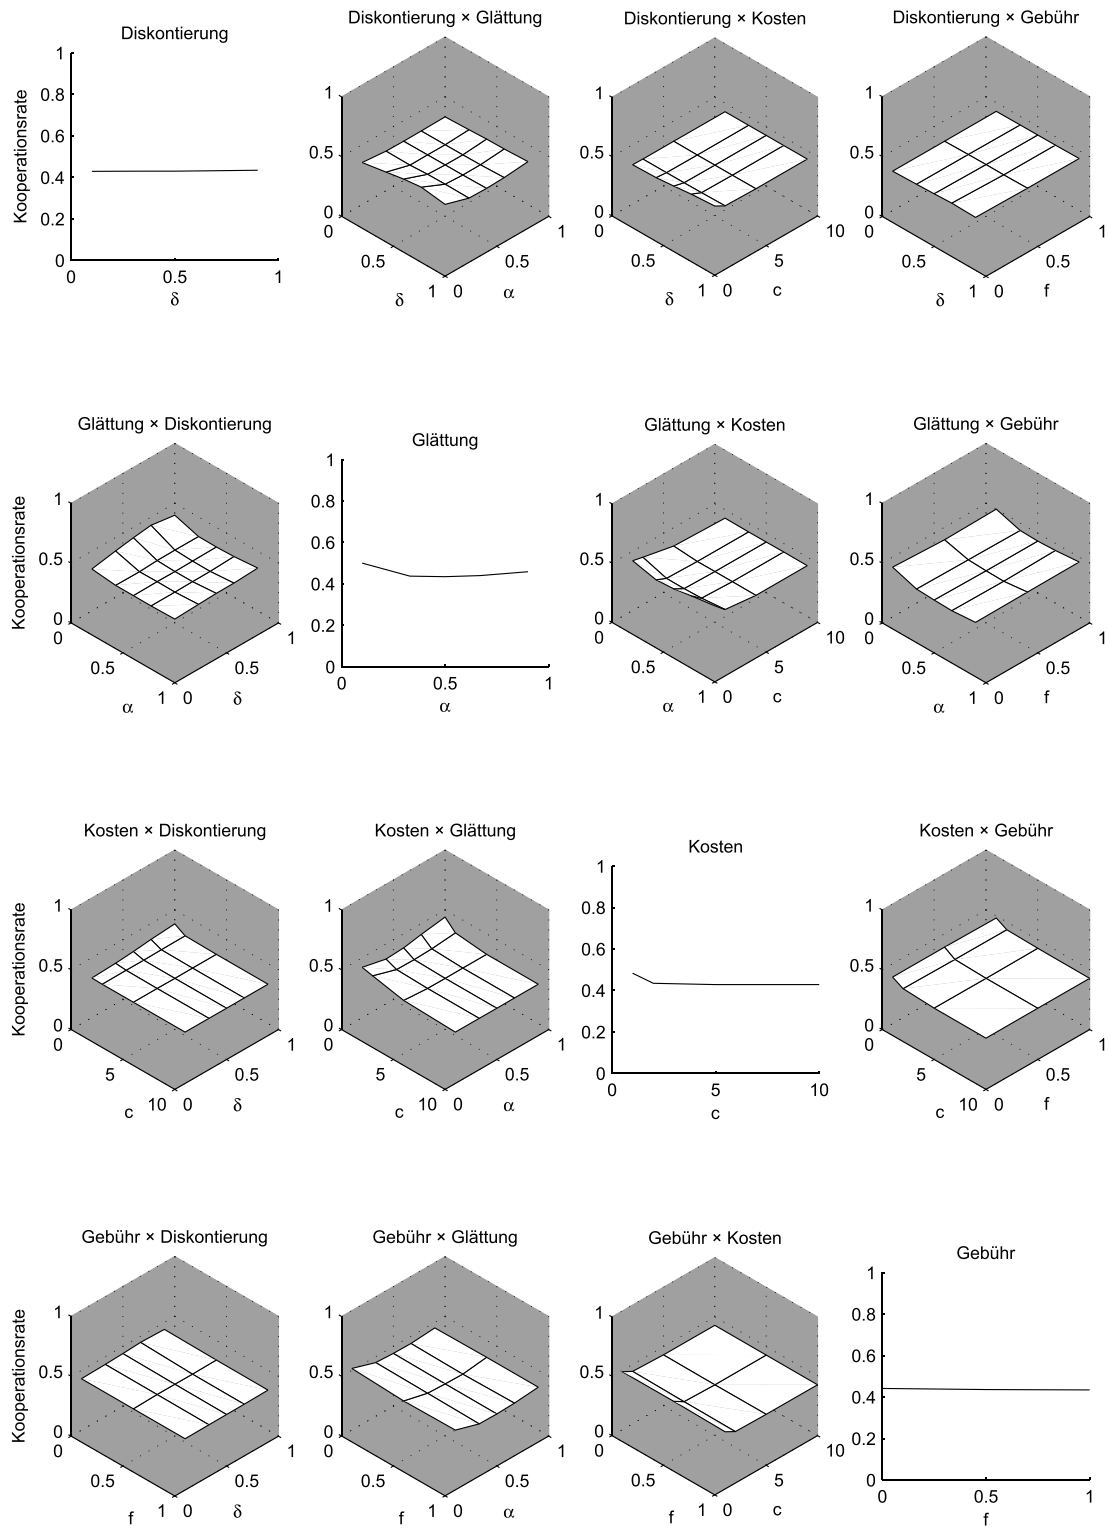 Diskontierung
Diskontierung × Glättung
Diskontierung × Kosten
Diskontierung × Gebühr
Kooperationsrate
1
0.8
0.6
0.4
0.2
0
0 0.5 1
δ
1
0.5
0
0 0.5 1 0 0.5 1
δ α
1
0.5
0
0 0.5 1 0 5 10
δ c
1
0.5
0
0 0.5 1 0 0.5 1
δ f
Glättung × Diskontierung
Glättung
Glättung × Kosten
Glättung × Gebühr
Kooperationsrate
1
0.5
0
0 0.5 1 0 0.5 1
α δ
1
0.8
0.6
0.4
0.2
0
0 0.5 1
α
1
0.5
0
0 0.5 1 0 5 10
α c
1
0.5
0
0 0.5 1 0 0.5 1
α f
Kosten × Diskontierung
Kosten × Glättung
Kosten
Kosten × Gebühr
Kooperationsrate
1
0.5
0
0 5 10 0 0.5 1
c δ
1
0.5
0
0 5 10 0 0.5 1
c α
1
0.8
0.6
0.4
0.2
0
0 5 10
c
1
0.5
0
0 5 10 0 0.5 1
c f
Gebühr × Diskontierung
Gebühr × Glättung
Gebühr × Kosten
Gebühr
Kooperationsrate
1
0.5
0
0 0.5 1 0 0.5 1
f δ
1
0.5
0
0 0.5 1 0 0.5 1
f α
1
0.5
0
0 0.5 1 0 5 10
f c
1
0.8
0.6
0.4
0.2
0
0 0.5 1
f